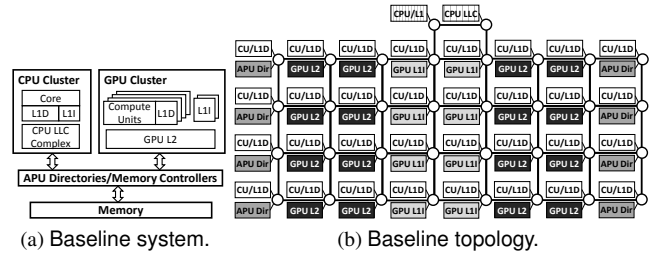 CPU/L1 CPU LLC
CPU Cluster
Core
L1D L1I
CPU LLC
Complex
GPU Cluster
Compute
Units
L1D
L1I
GPU L2
APU Directories/Memory Controllers
Memory
CU/L1D CU/L1D CU/L1D CU/L1D CU/L1D CU/L1D CU/L1D CU/L1D
APU Dir GPU L2 GPU L2 GPU L1I GPU L1I GPU L2 GPU L2 APU Dir
CU/L1D CU/L1D CU/L1D CU/L1D CU/L1D CU/L1D CU/L1D CU/L1D
APU Dir GPU L2 GPU L2 GPU L1I GPU L1I GPU L2 GPU L2 APU Dir
CU/L1D CU/L1D CU/L1D CU/L1D CU/L1D CU/L1D CU/L1D CU/L1D
APU Dir GPU L2 GPU L2 GPU L1I GPU L1I GPU L2 GPU L2 APU Dir
CU/L1D CU/L1D CU/L1D CU/L1D CU/L1D CU/L1D CU/L1D CU/L1D
APU Dir GPU L2 GPU L2 GPU L1I GPU L1I GPU L2 GPU L2 APU Dir
(a) Baseline system.
(b) Baseline topology.